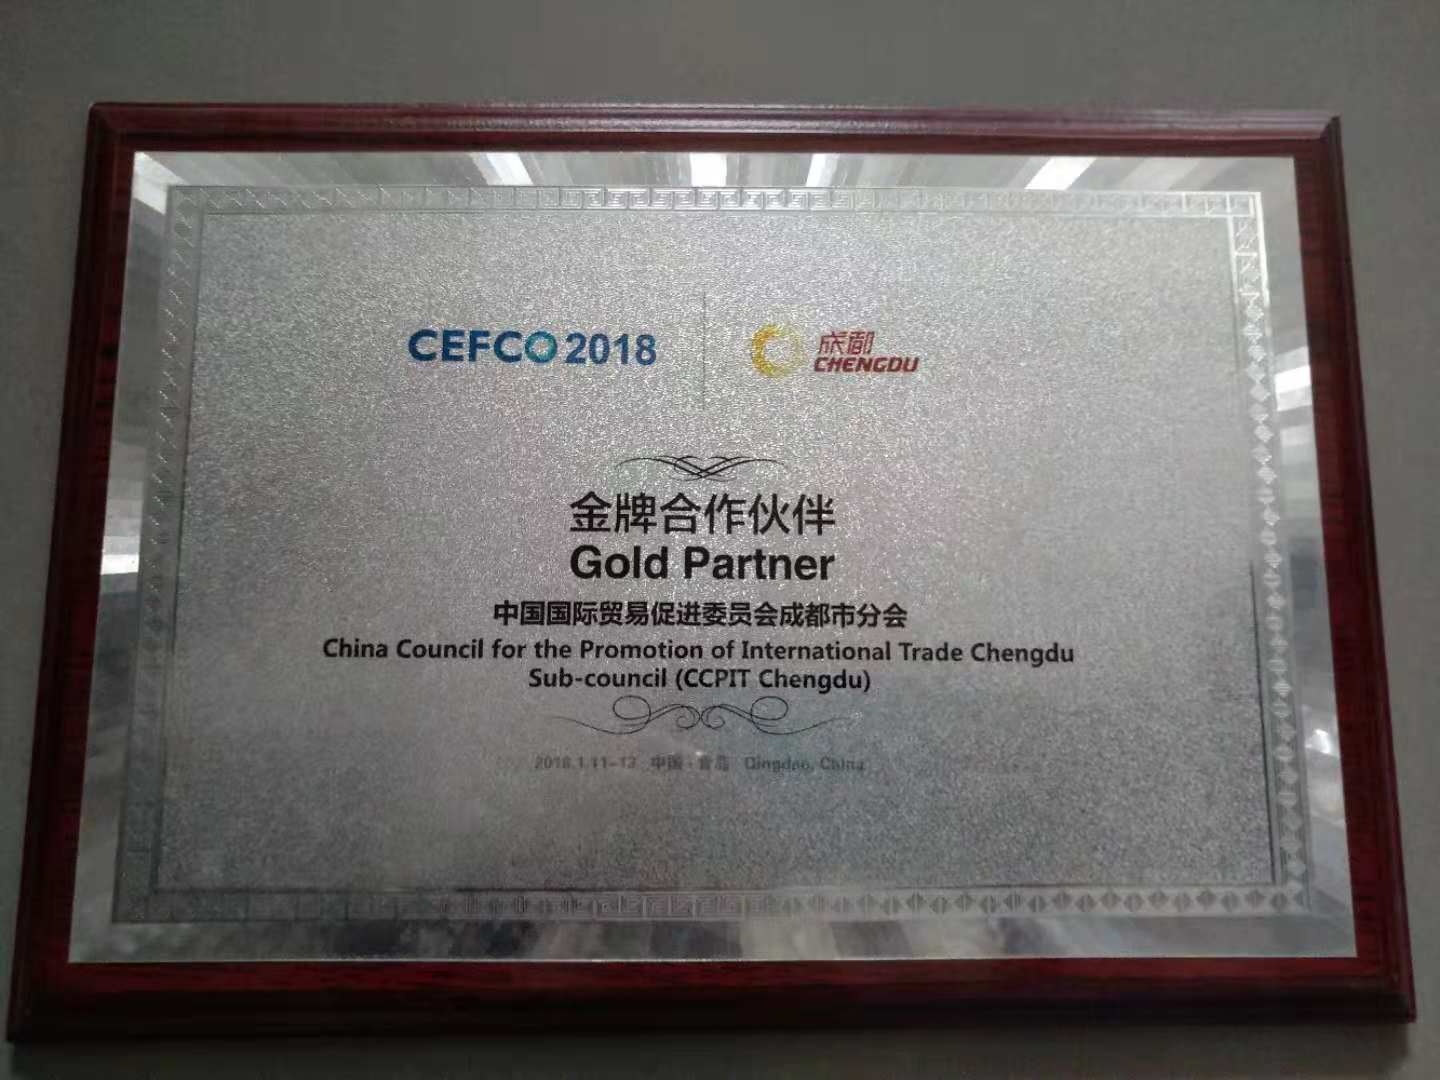 CEFCO 2018
成都
CHENGDU
金牌合作伙伴
Gold Partner
中国国际贸易促进委员会成都市分会
China Council for the Promotion of International Trade Chengdu
Sub-council (CCPIT Chengdu)
2018.1.11-13 中国·青岛 Qingdao, China